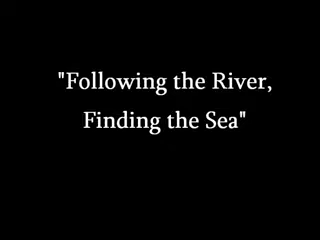 "Following the River,
Finding the Sea"